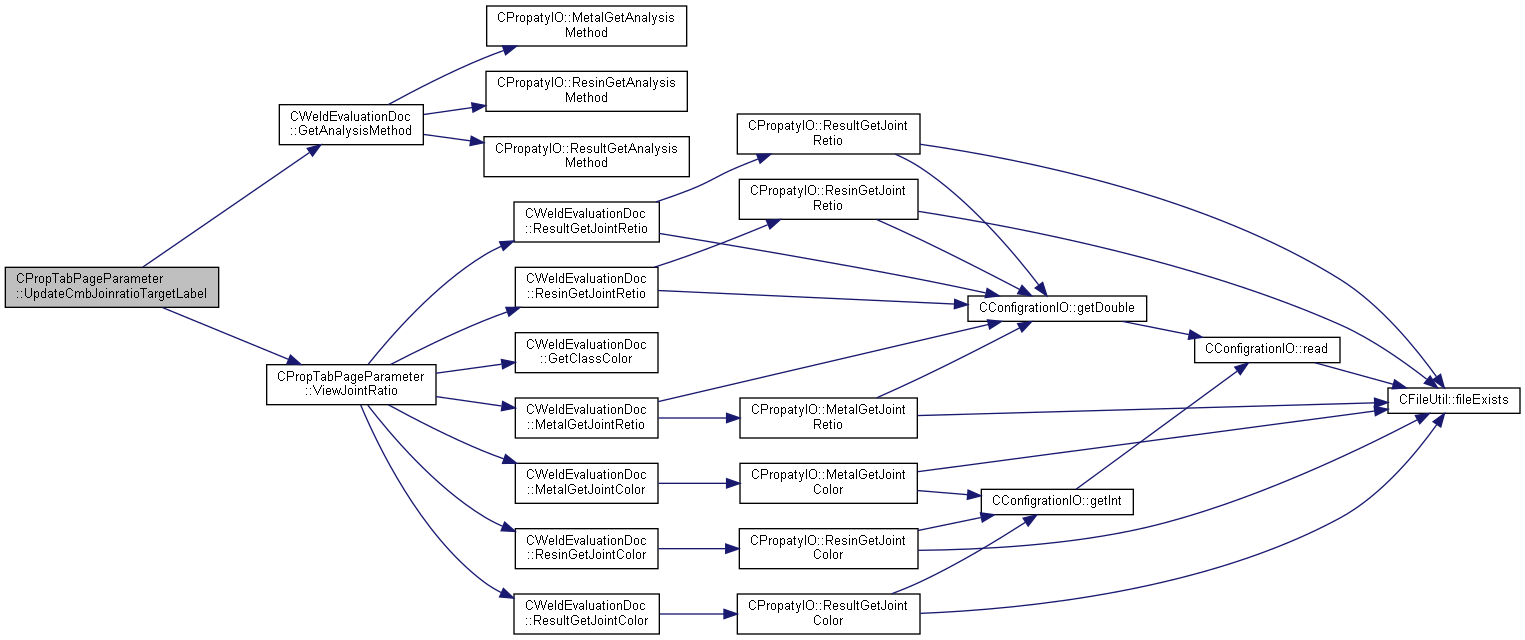 CPropTabPageParameter
::UpdateCmbJoinratioTargetLabel
CWeldEvaluationDoc
::GetAnalysisMethod
CPropatyIO::MetalGetAnalysis
Method
CPropatyIO::ResinGetAnalysis
Method
CPropatyIO::ResultGetAnalysis
Method
CPropTabPageParameter
::ViewJointRatio
CWeldEvaluationDoc
::ResultGetJointRetio
CWeldEvaluationDoc
::ResinGetJointRetio
CWeldEvaluationDoc
::GetClassColor
CWeldEvaluationDoc
::MetalGetJointRetio
CWeldEvaluationDoc
::MetalGetJointColor
CWeldEvaluationDoc
::ResinGetJointColor
CWeldEvaluationDoc
::ResultGetJointColor
CPropatyIO::ResultGetJoint
Retio
CPropatyIO::ResinGetJoint
Retio
CPropatyIO::MetalGetJoint
Retio
CPropatyIO::MetalGetJoint
Color
CPropatyIO::ResinGetJoint
Color
CPropatyIO::ResultGetJoint
Color
CConfigrationIO::getDouble
CConfigrationIO::getInt
CConfigrationIO::read
CFileUtil::fileExists